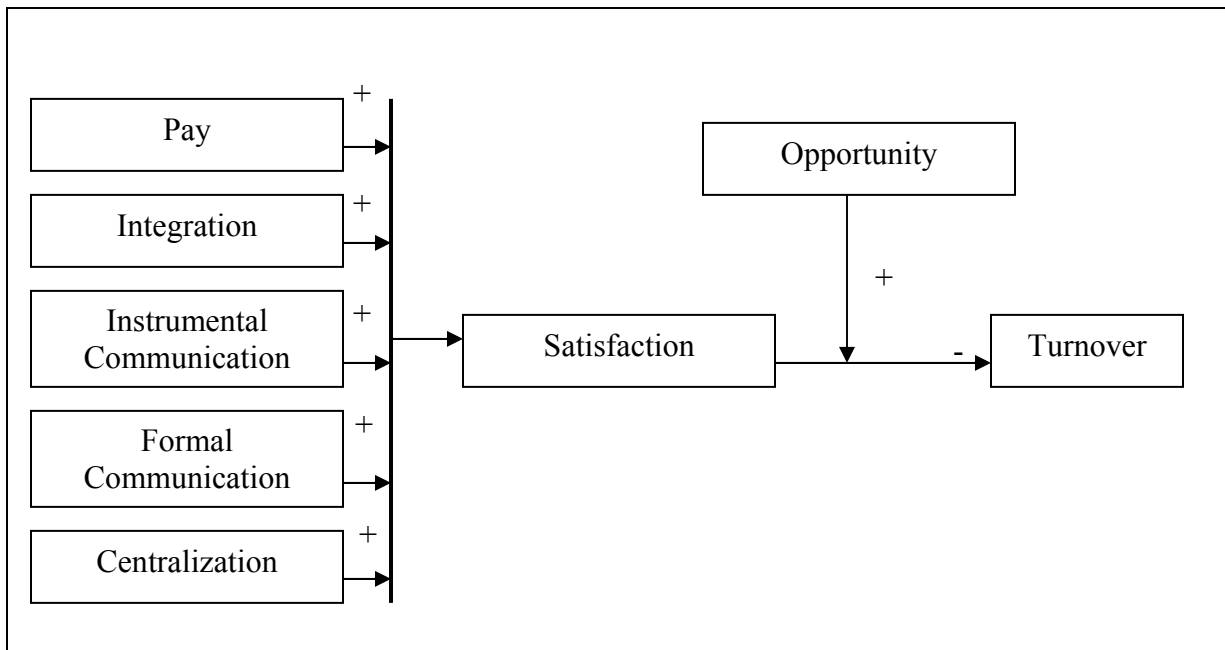 +
Pay
Opportunity
+
Integration
+
+
Instrumental
Communication
Satisfaction
-
Turnover
+
Formal
Communication
+
Centralization